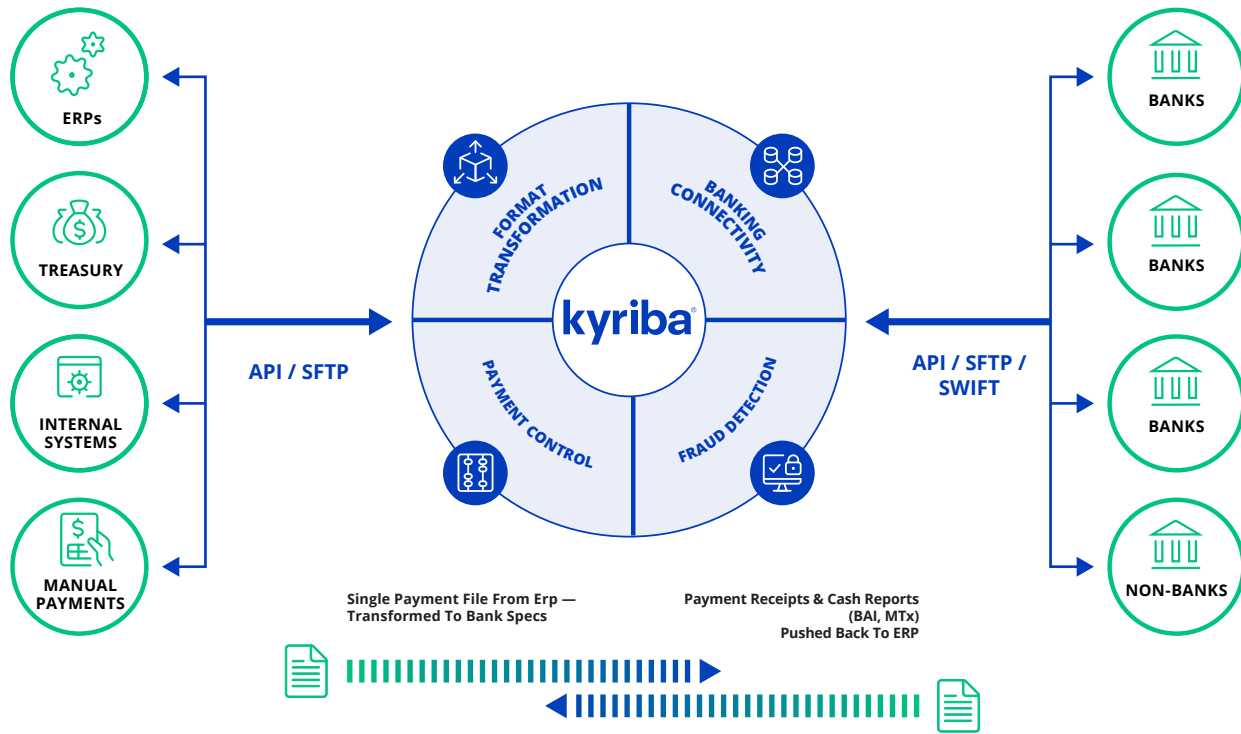 ERPs
TREASURY
INTERNAL
SYSTEMS
MANUAL
PAYMENTS
API / SFTP
FORMAT
TRANSFORMATION
BANKING
CONNECTIVITY
kyriba®
PAYMENT CONTROL
FRAUD DETECTION
API / SFTP /
SWIFT
BANKS
BANKS
BANKS
NON-BANKS
Single Payment File From Erp —
Transformed To Bank Specs
Payment Receipts & Cash Reports
(BAI, MTx)
Pushed Back To ERP